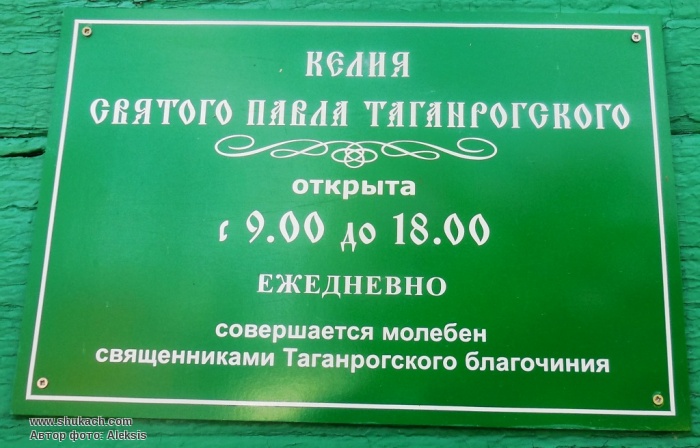 КЕЛИЯ
СВЯТОГО ПАВЛА ТАГАНРОГСКОГО
открыта
с 9.00 до 18.00
ЕЖЕДНЕВНО
совершается молебен
священниками Таганрогского благочиния
www.shukach.com
Автор фото: Aleksis